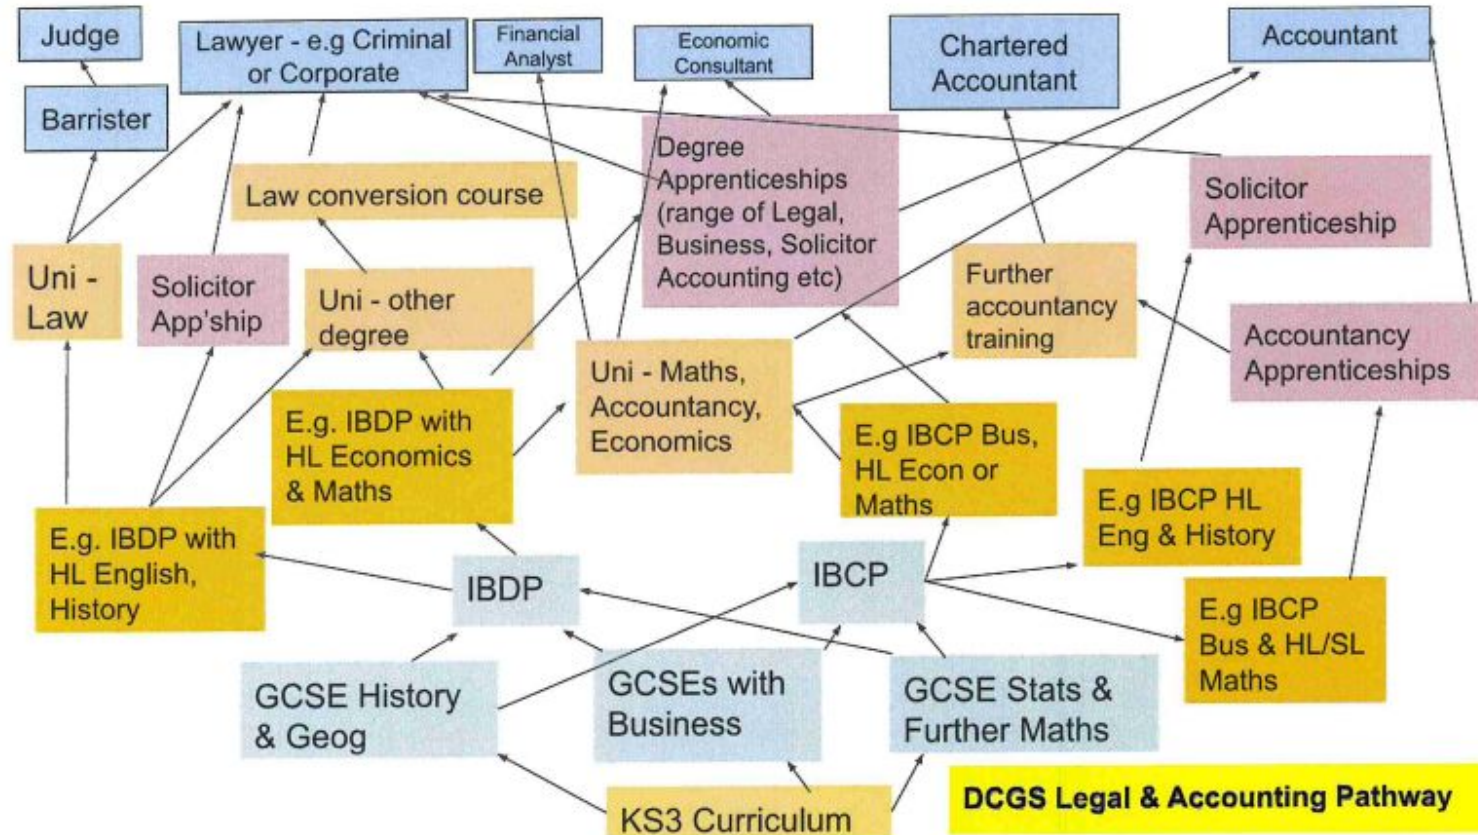 Judge
Lawyer - e.g Criminal
or Corporate
Financial
Analyst
Economic
Consultant
Chartered
Accountant
Accountant
Barrister
Degree
Apprenticeships
(range of Legal,
Business, Solicitor
Accounting etc)
Law conversion course
Solicitor
Apprenticeship
Uni -
Law
Solicitor
App'ship
Uni - other
degree
Further
accountancy
training
Accountancy
Apprenticeships
Uni - Maths,
Accountancy,
Economics
E.g. IBDP with
HL Economics
& Maths
E.g IBCP Bus,
HL Econ or
Maths
E.g IBCP HL
Eng & History
E.g. IBDP with
HL English,
History
IBDP
IBCP
E.g IBCP
Bus & HL/SL
Maths
GCSE History
& Geog
GCSEs with
Business
GCSE Stats &
Further Maths
KS3 Curriculum
DCGS Legal & Accounting Pathway